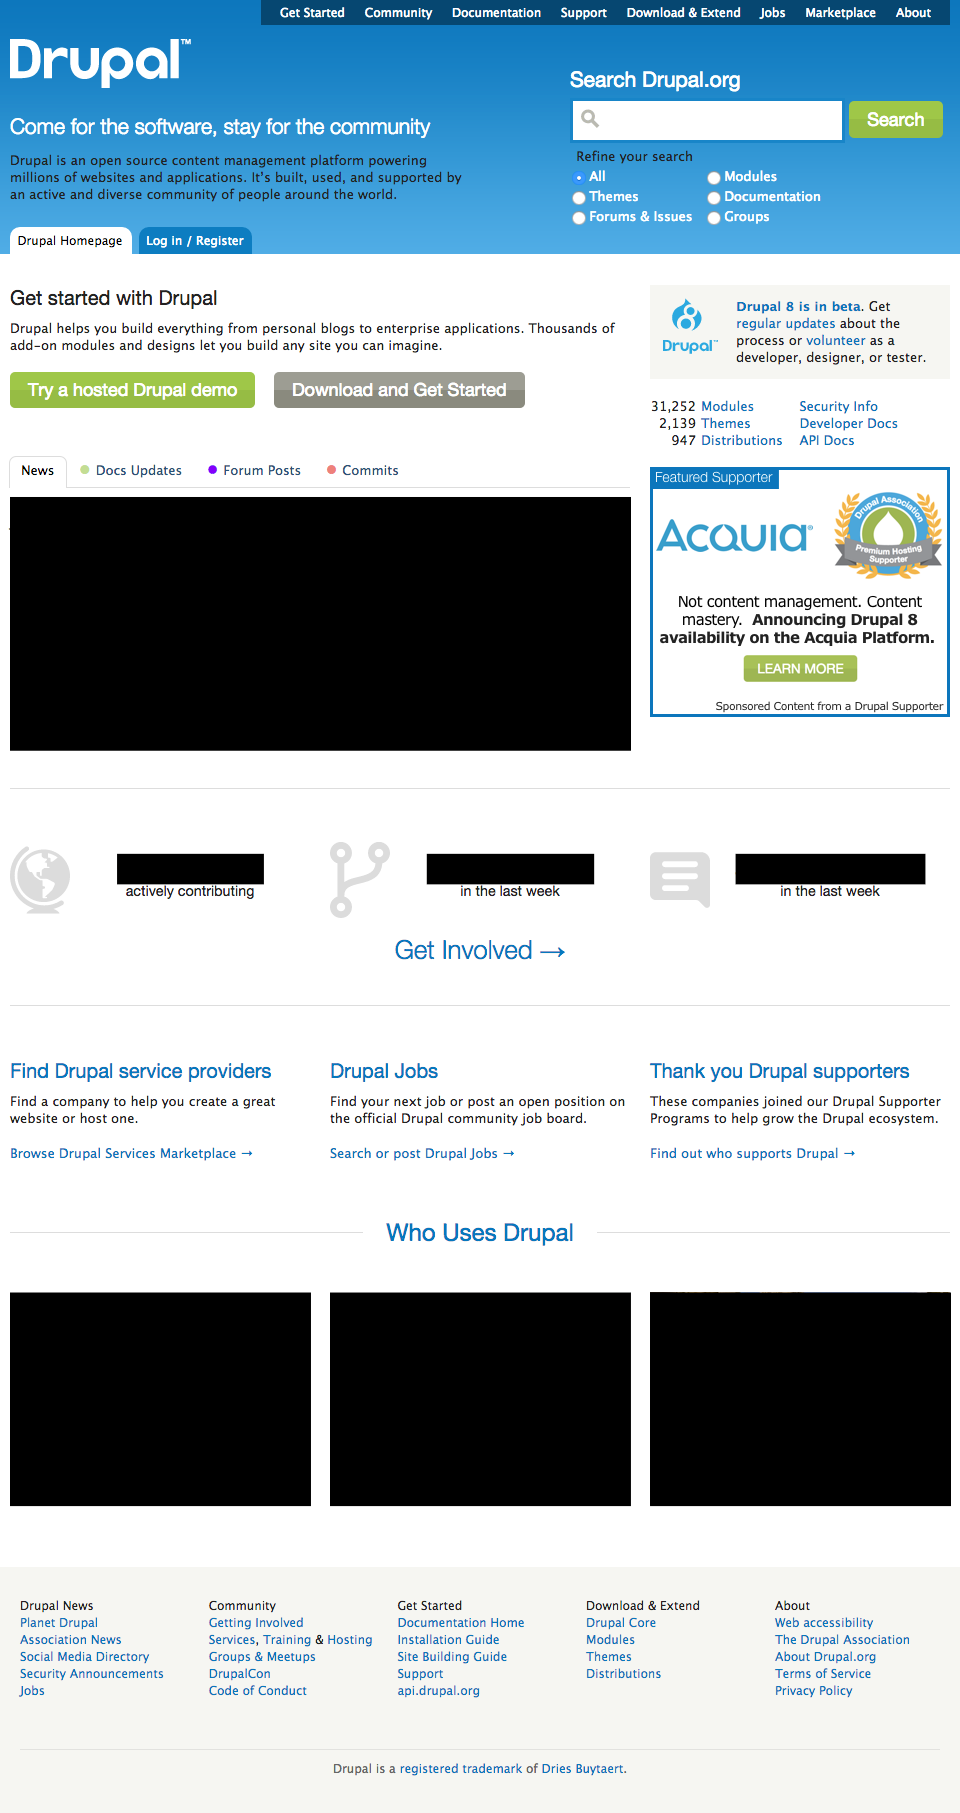 Get Started Community Documentation Support Download & Extend Jobs Marketplace About
Drupal™
Search Drupal.org
Search
Come for the software, stay for the community
Drupal is an open source content management platform powering
millions of websites and applications. It’s built, used, and supported by
an active and diverse community of people around the world.
Refine your search
All Modules
Themes Documentation
Forums & Issues Groups
Drupal Homepage Log in / Register
Get started with Drupal
Drupal helps you build everything from personal blogs to enterprise applications. Thousands of
add-on modules and designs let you build any site you can imagine.
Try a hosted Drupal demo Download and Get Started
Drupal™
Drupal 8 is in beta. Get
regular updates about the
process or volunteer as a
developer, designer, or tester.
31,252 Modules Security Info
2,139 Themes Developer Docs
947 Distributions API Docs
News Docs Updates Forum Posts Commits
Featured Supporter
Acquia®
Drupal Association
Premium Hosting
Supporter
Not content management. Content
mastery. Announcing Drupal 8
availability on the Acquia Platform.
LEARN MORE
Sponsored Content from a Drupal Supporter
actively contributing
in the last week
in the last week
Get Involved →
Find Drupal service providers
Find a company to help you create a great
website or host one.
Browse Drupal Services Marketplace →
Drupal Jobs
Find your next job or post an open position on
the official Drupal community job board.
Search or post Drupal Jobs →
Thank you Drupal supporters
These companies joined our Drupal Supporter
Programs to help grow the Drupal ecosystem.
Find out who supports Drupal →
Who Uses Drupal
Drupal News
Planet Drupal
Association News
Social Media Directory
Security Announcements
Jobs
Community
Getting Involved
Services, Training & Hosting
Groups & Meetups
DrupalCon
Code of Conduct
Get Started
Documentation Home
Installation Guide
Site Building Guide
Support
api.drupal.org
Download & Extend
Drupal Core
Modules
Themes
Distributions
About
Web accessibility
The Drupal Association
About Drupal.org
Terms of Service
Privacy Policy
Drupal is a registered trademark of Dries Buytaert.